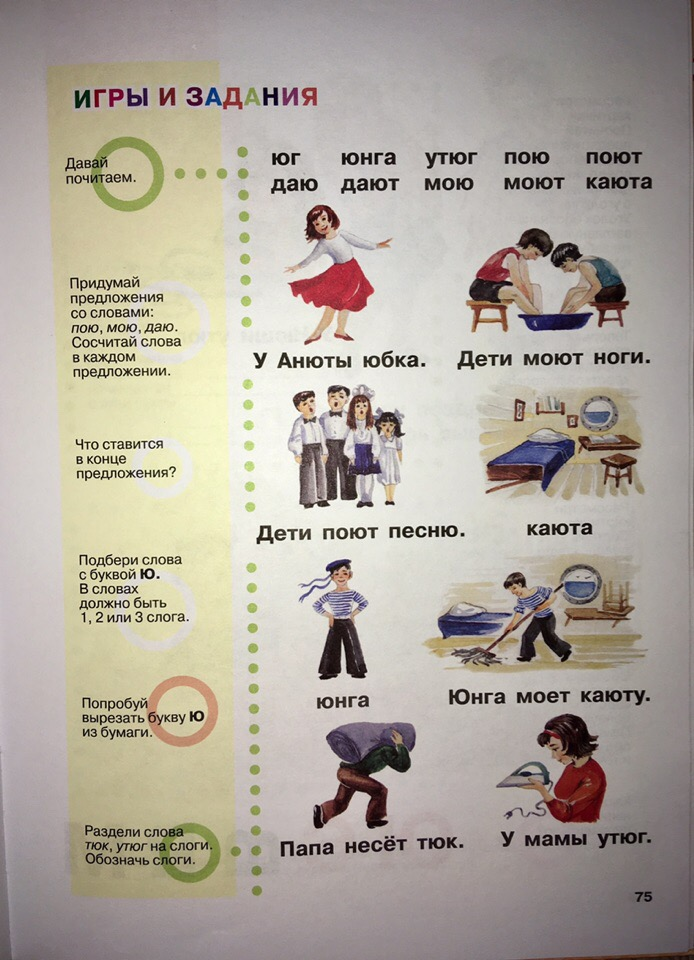 ИГРЫ И ЗАДАНИЯ
Давай
почитаем.
юг юнга утюг пою поют
даю дают мою моют каюта
Придумай
предложения
со словами:
пою, мою, даю.
Сосчитай слова
в каждом
предложении.
У Анюты юбка. Дети моют ноги.
Что ставится
в конце
предложения?
Дети поют песню. каюта
Подбери слова
с буквой Ю.
В словах
должно быть
1, 2 или 3 слога.
юнга Юнга моет каюту.
Попробуй
вырезать букву Ю
из бумаги.
Раздели слова
тюк, утюг на слоги.
Обозначь слоги.
Папа несёт тюк. У мамы утюг.
75